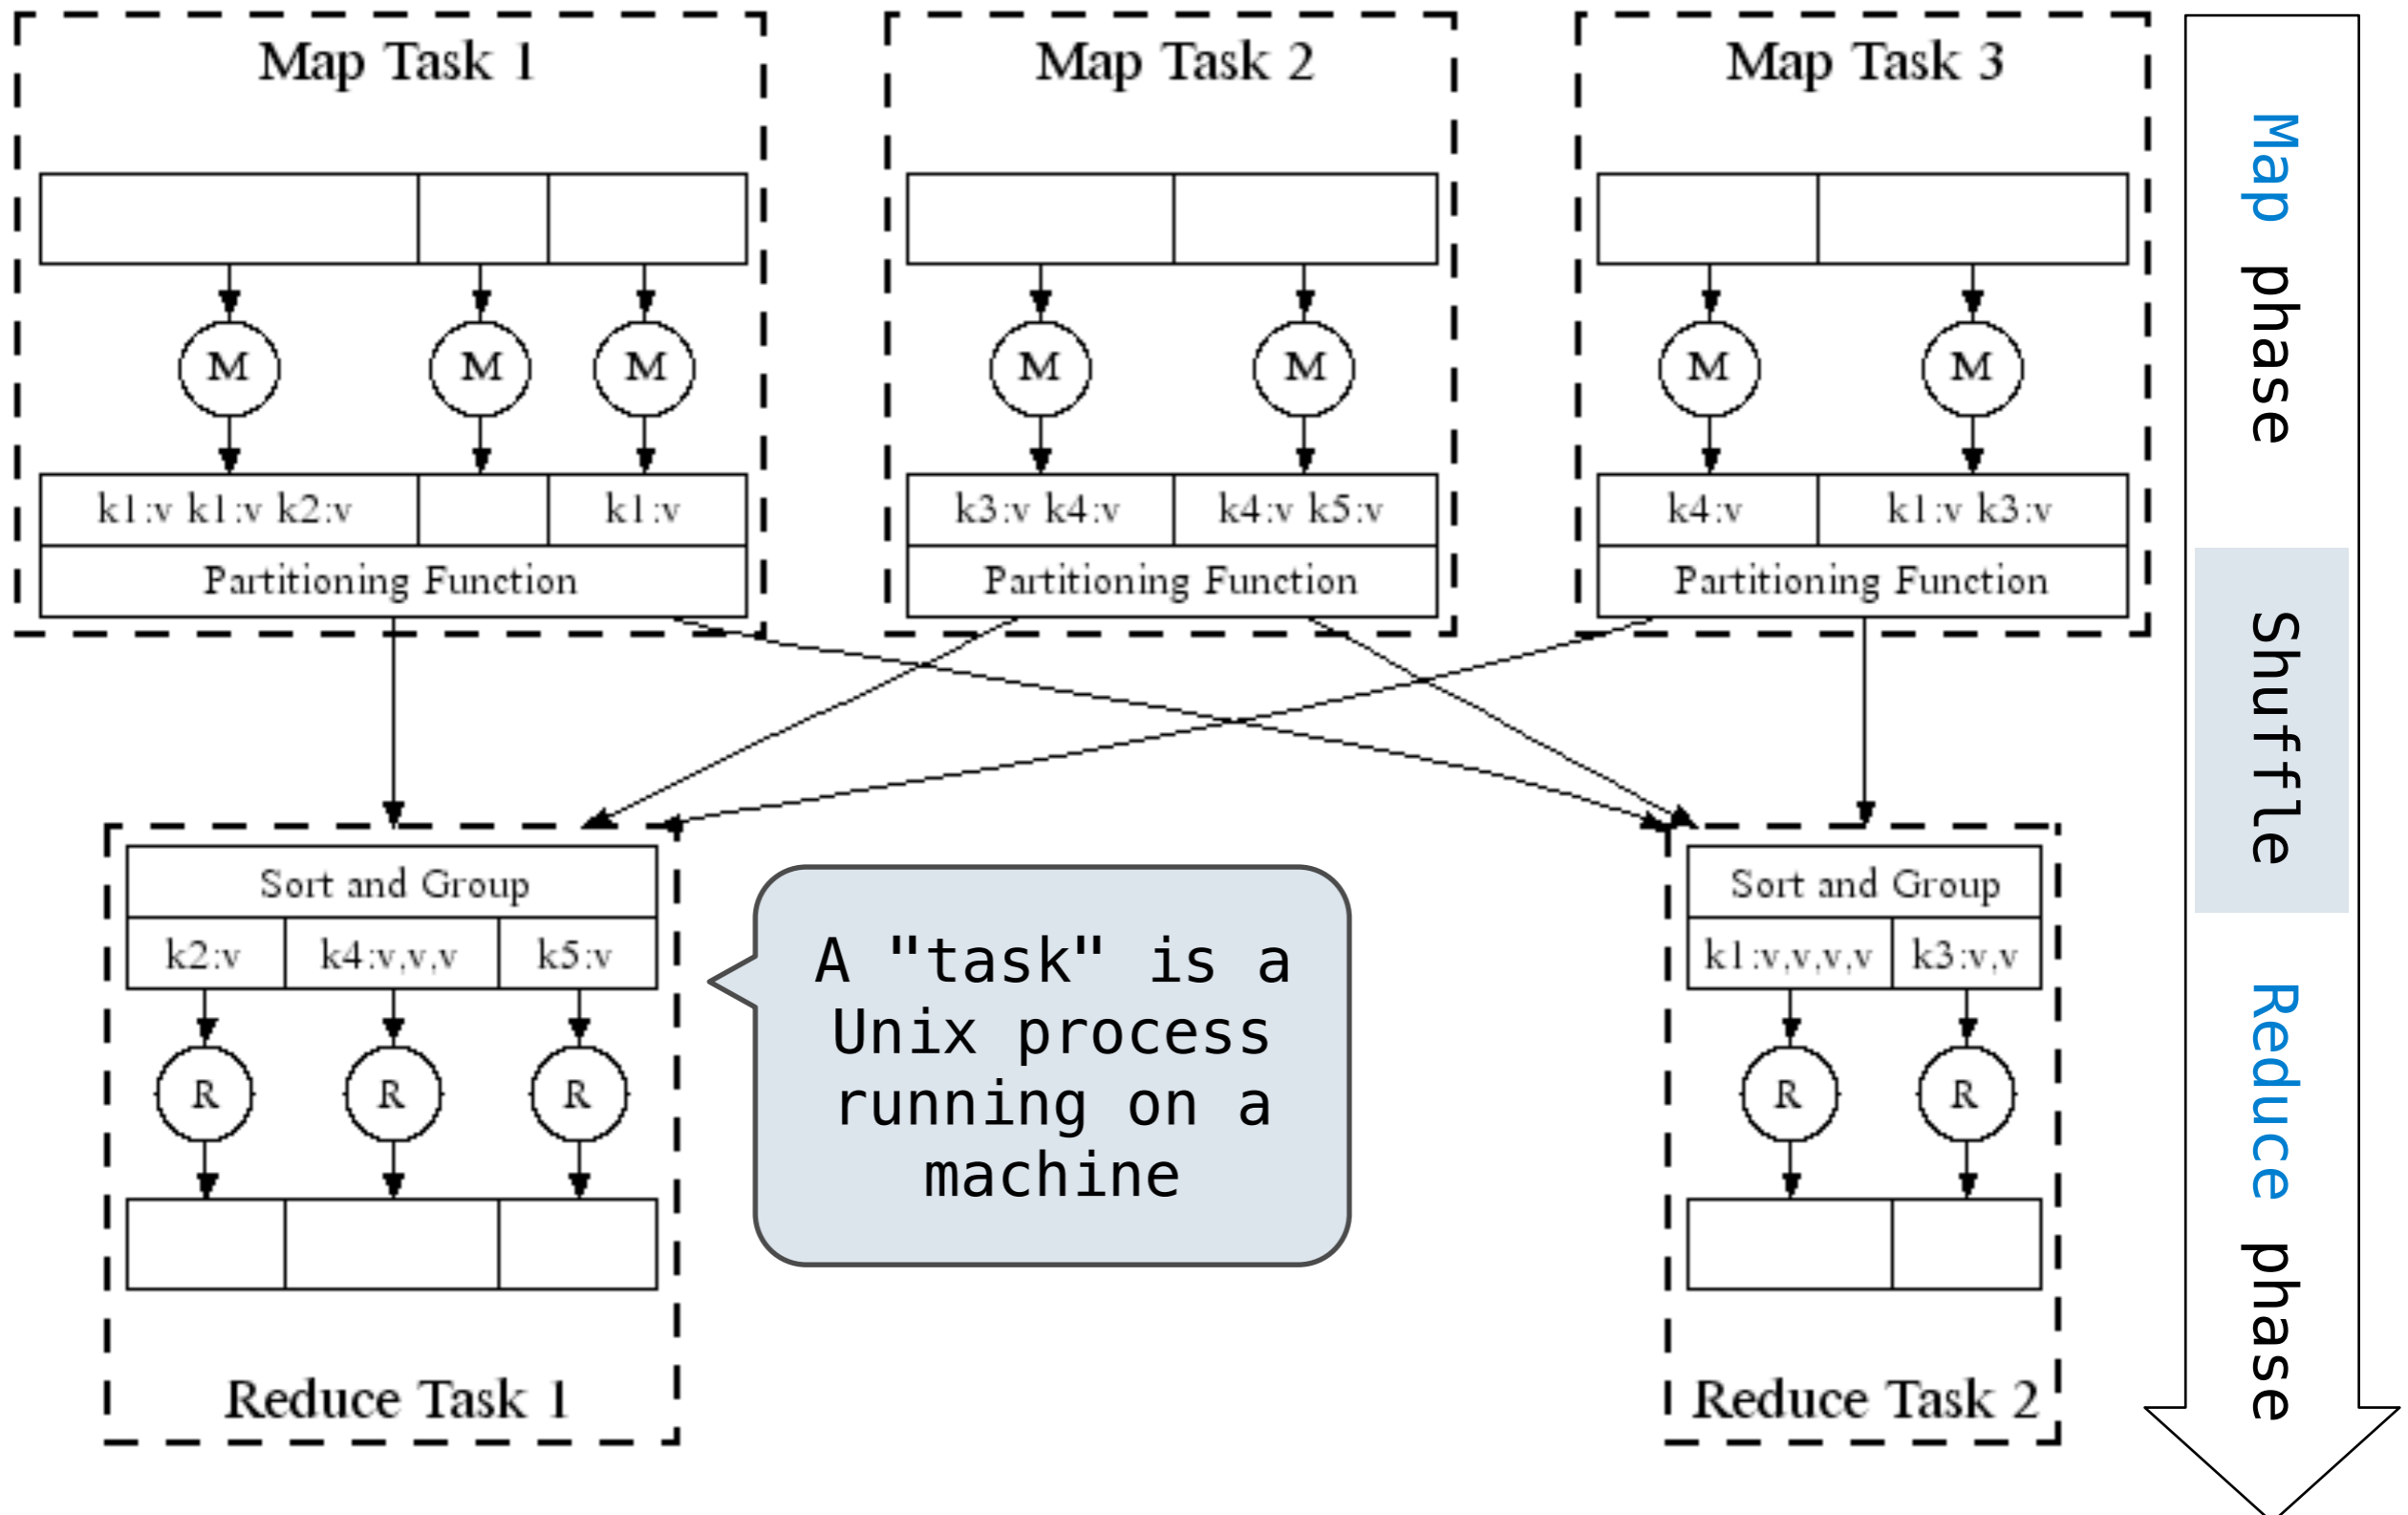 Map Task 1
Map Task 2
Map Task 3
M
M
M
M
M
M
M
k1:v k1:v k2:v
k1:v
k3:v k4:v
k4:v k5:v
k4:v
k1:v k3:v
Partitioning Function
Partitioning Function
Partitioning Function
Sort and Group
k2:v
k4:v,v,v
k5:v
R
R
R
Reduce Task 1
A "task" is a
Unix process
running on a
machine
Sort and Group
k1:v,v,v,v
k3:v,v
R
R
Reduce Task 2
Map phase
Shuffle
Reduce phase